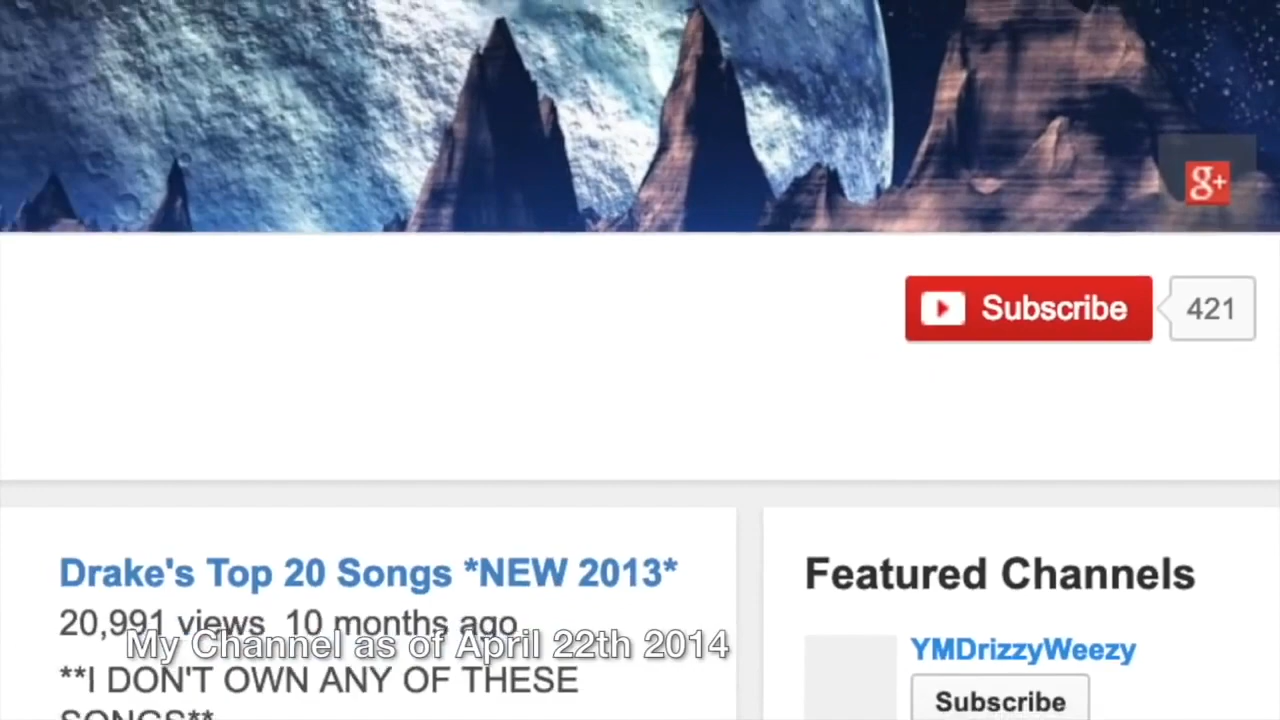 g+
Subscribe
421
Drake's Top 20 Songs *NEW 2013*
20,991 views 10 months ago
My Channel as of April 22th 2014
**I DON'T OWN ANY OF THESE
SONGS**
Featured Channels
YMDrizzyWeezy
Subscribe